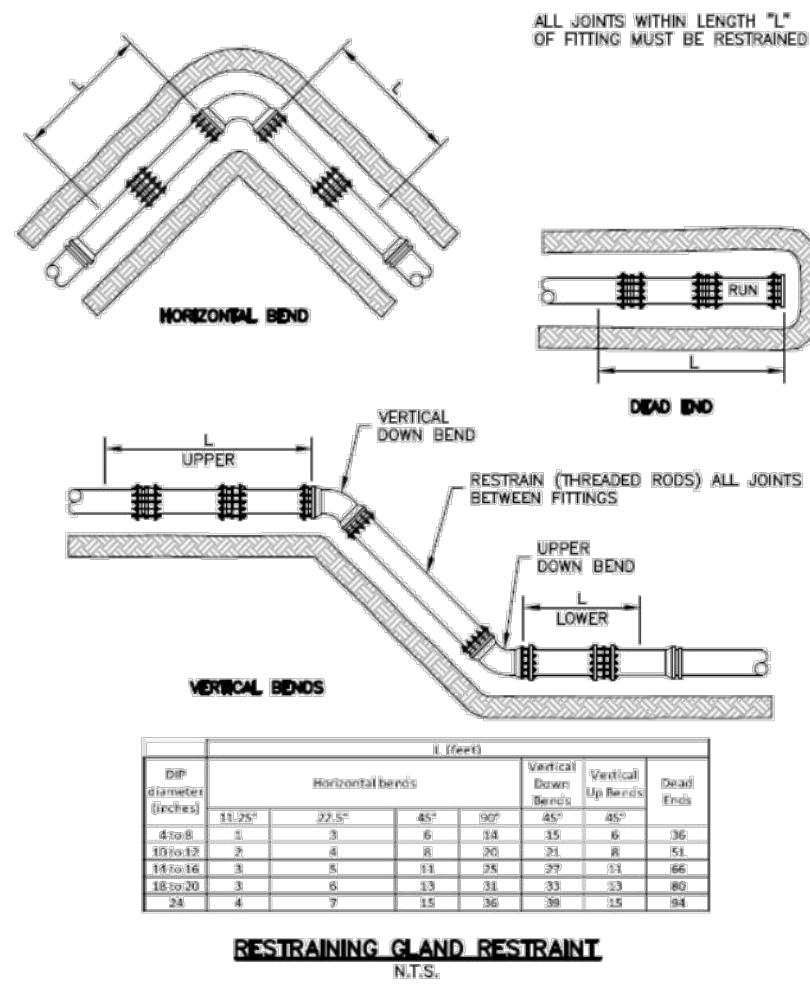 ALL JOINTS WITHIN LENGTH "L"
OF FITTING MUST BE RESTRAINED
L
L
HORIZONTAL BEND
RUN
L
DEAD END
VERTICAL
DOWN BEND
L
UPPER
RESTRAIN (THREADED RODS) ALL JOINTS
BETWEEN FITTINGS
UPPER
DOWN BEND
L
LOWER
VERTICAL BENDS
L (feet)
DIP diameter (inches) Horizontal bends Vertical Down Bends Vertical Up Bends Dead Ends
11.25° 22.5° 45° 90° 45° 45°
4 to 8 1 3 6 14 15 6 36
10 to 12 2 4 8 20 21 8 51
14 to 16 3 5 11 25 27 11 66
18 to 20 3 6 13 31 33 13 80
24 4 7 15 36 39 15 94
RESTRAINING GLAND RESTRAINT
N.T.S.